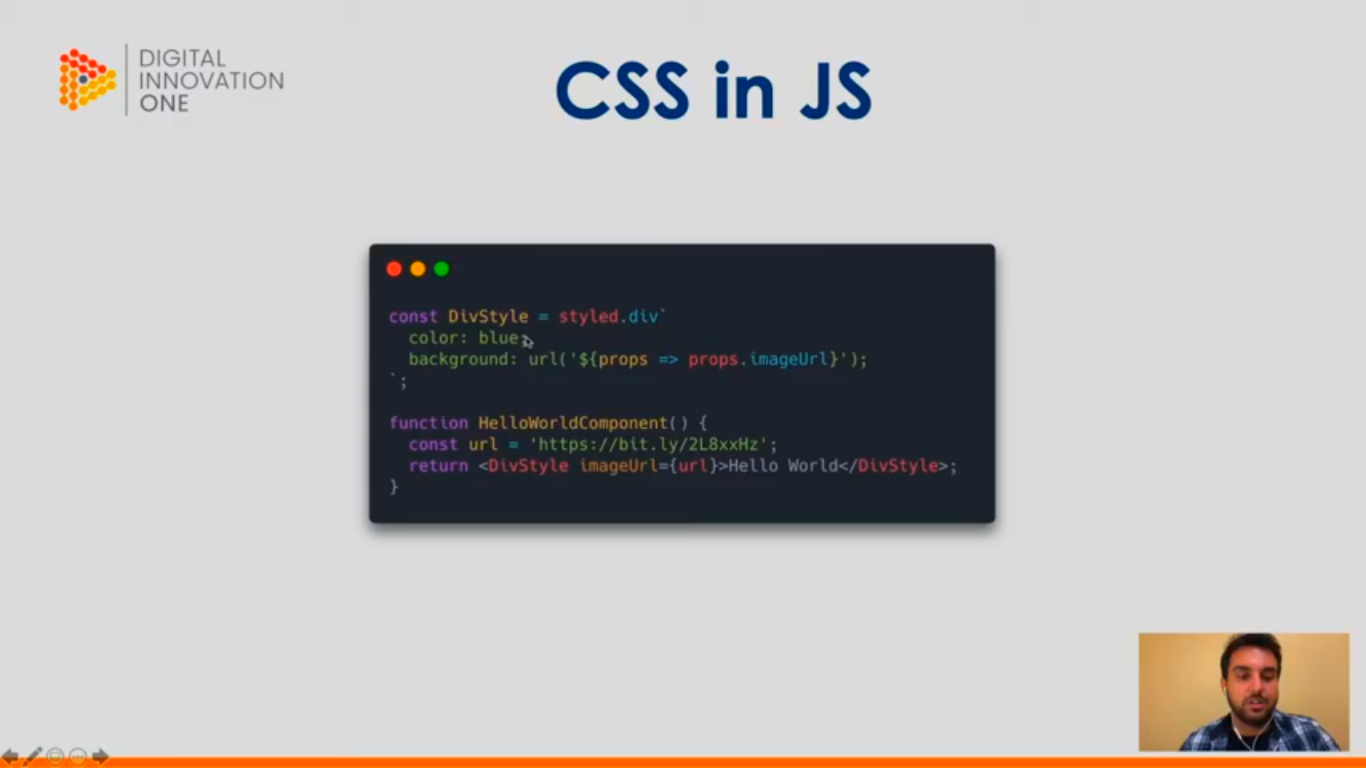 DIGITAL
INNOVATION
ONE
CSS in JS
const DivStyle = styled.div`
  color: blue;
  background: url('${props => props.imageUrl}');
`;
function HelloWorldComponent() {
  const url = 'https://bit.ly/2L8xxHz';
  return <DivStyle imageUrl={url}>Hello World</DivStyle>;
}